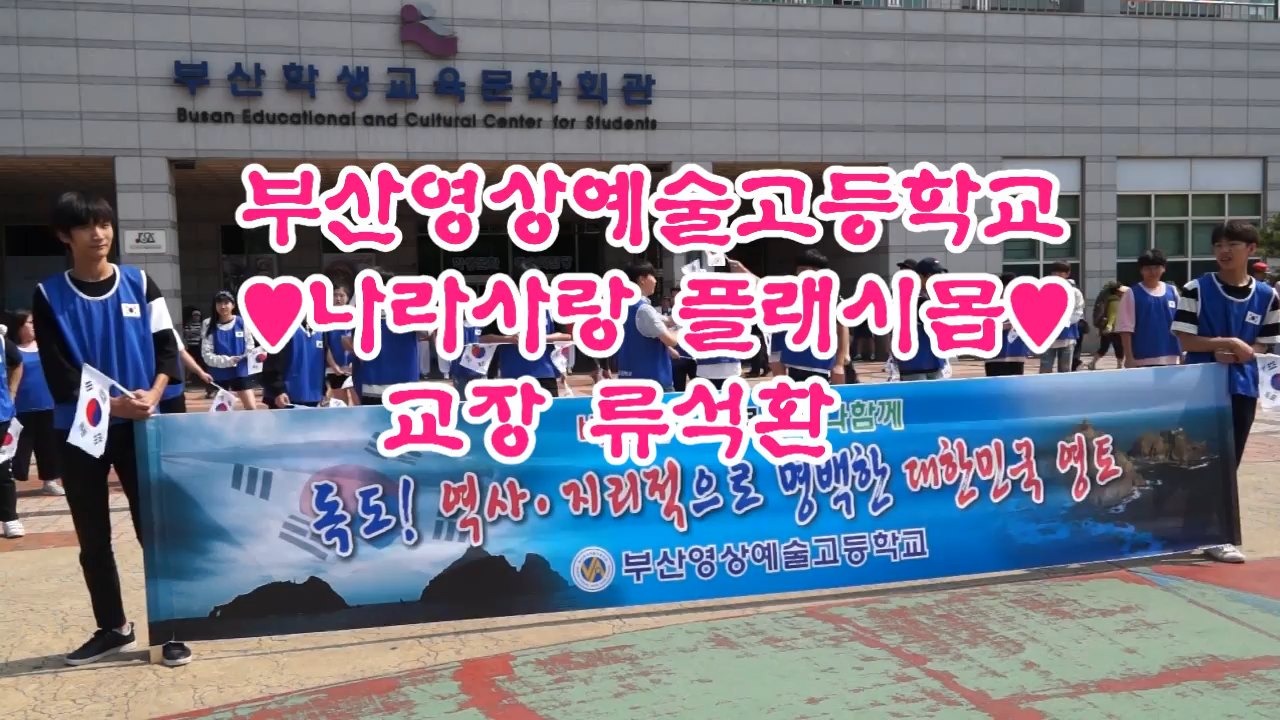 부산학생교육문화회관
Busan Educational and Cultural Center for Students
부산영상예술고등학교
♥나라사랑 플래시몹♥
교장 류석환
함께
독도! 역사·지리적으로 명백한 대한민국 영토
부산영상예술고등학교